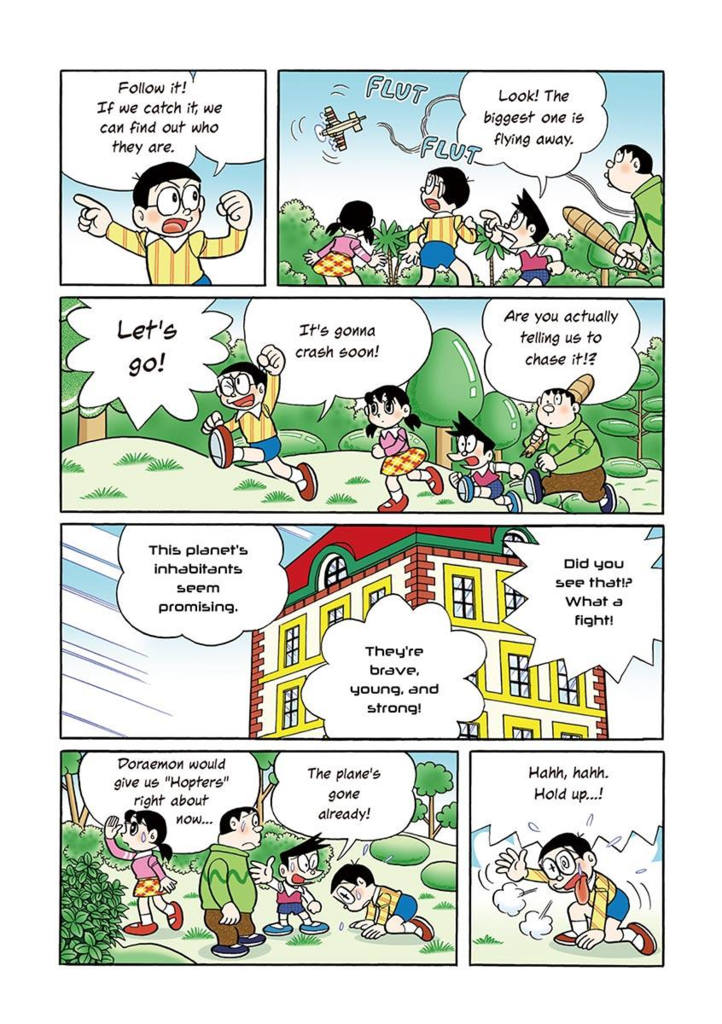 FLUT
FLUT
Look! The
biggest one is
flying away.
Follow it!
If we catch it, we
can find out who
they are.
Are you actually
telling us to
chase it!?
It's gonna
crash soon!
Let's
go!
Did you
see that!?
What a
fight!
They're
brave,
young, and
strong!
This planet's
inhabitants
seem
promising.
Hahh, hahh.
Hold up...!
The plane's
gone
already!
Doraemon would
give us "Hopters"
right about
now...